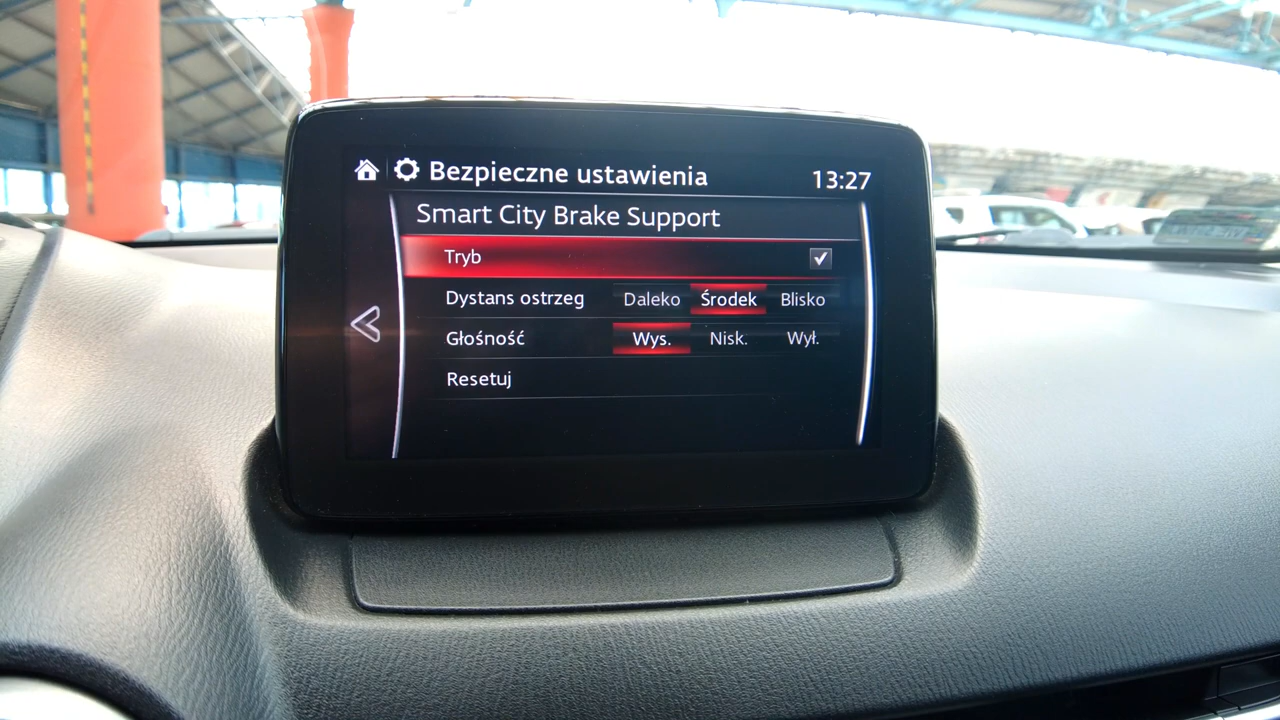 Bezpieczne ustawienia 13:27
Smart City Brake Support
Tryb
Dystans ostrzeg Daleko Środek Blisko
Głośność Wys. Nisk. Wył.
Resetuj